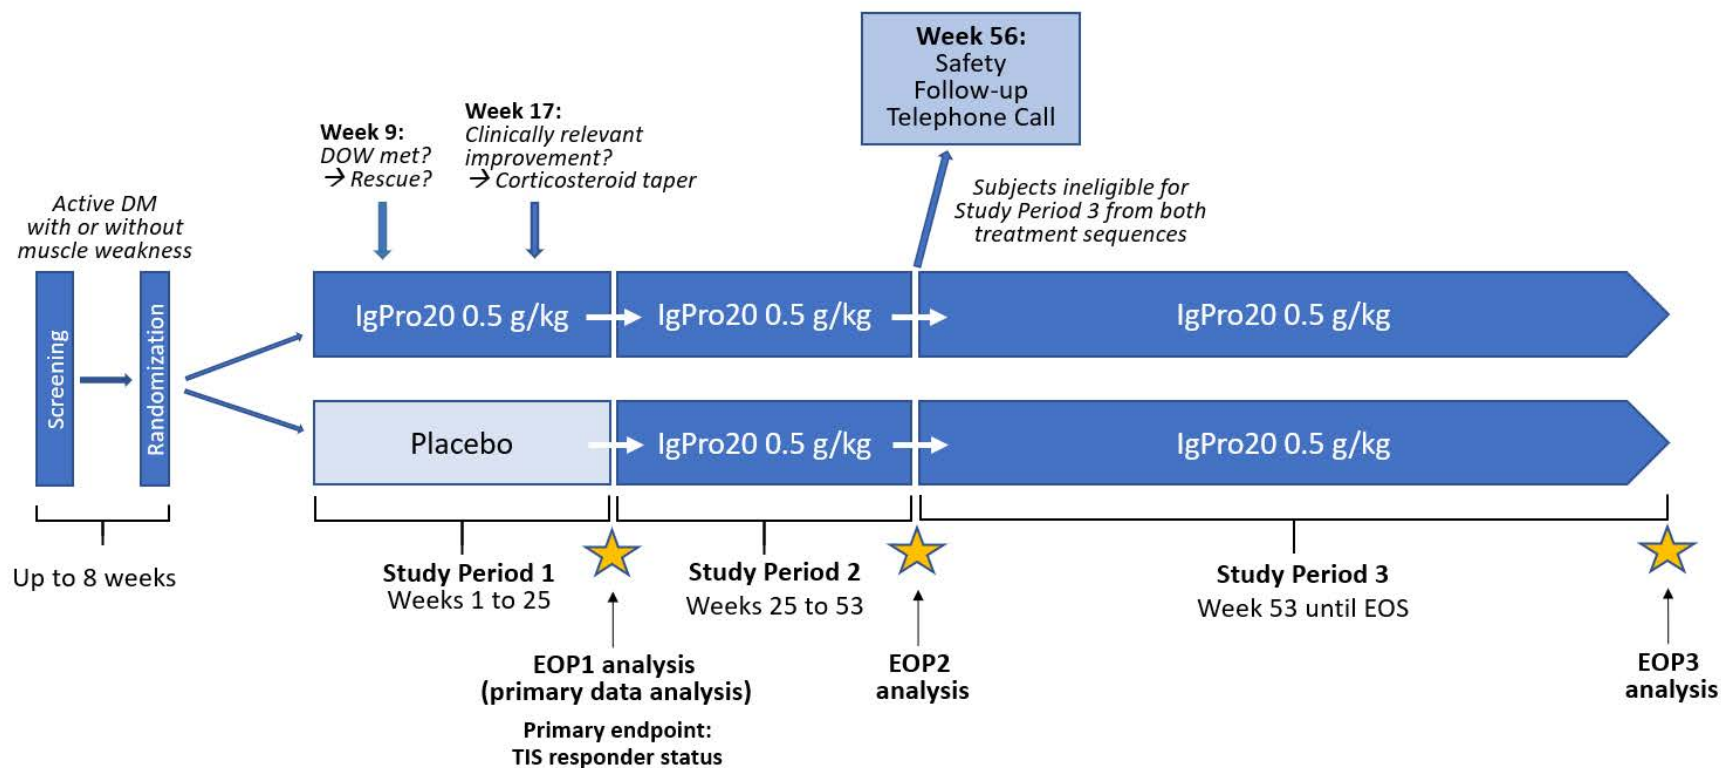 Week 56:
Safety
Follow-up
Telephone Call
Week 9:
DOW met?
→ Rescue?
Week 17:
Clinically relevant
improvement?
→ Corticosteroid taper
Subjects ineligible for
Study Period 3 from both
treatment sequences
Active DM
with or without
muscle weakness
Screening
Randomization
IgPro20 0.5 g/kg
IgPro20 0.5 g/kg
IgPro20 0.5 g/kg
Placebo
IgPro20 0.5 g/kg
IgPro20 0.5 g/kg
Up to 8 weeks
Study Period 1
Weeks 1 to 25
Study Period 2
Weeks 25 to 53
Study Period 3
Week 53 until EOS
EOP1 analysis
(primary data analysis)
Primary endpoint:
TIS responder status
EOP2
analysis
EOP3
analysis